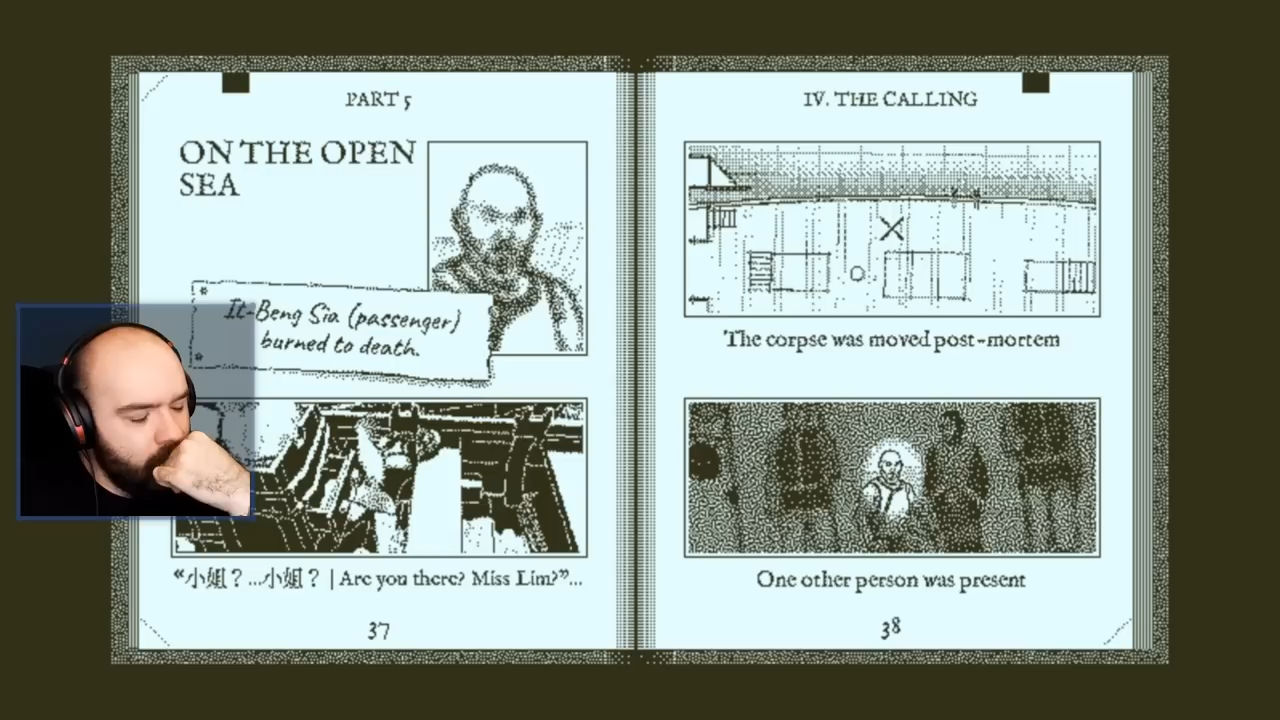 PART 5
ON THE OPEN
SEA
It-Beng Sia (passenger)
burned to death.
“小姐？...小姐？ | Are you there? Miss Lim?”...
37
IV. THE CALLING
The corpse was moved post-mortem
One other person was present
38